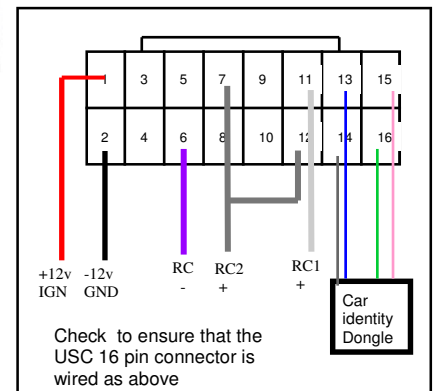 1 3 5 7 9 11 13 15
2 4 6 8 10 12 14 16
+12v -12v RC RC2 RC1
IGN GND - + +
Car
identity
Dongle
Check to ensure that the
USC 16 pin connector is
wired as above